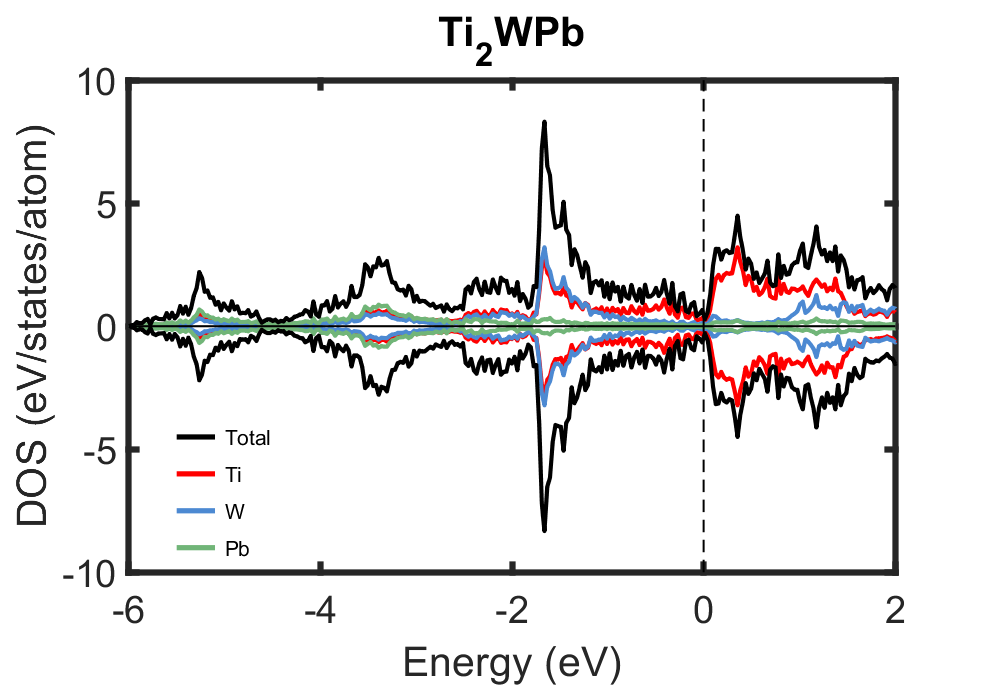 Ti₂WPb
10
5
0
-5
-10
DOS (eV/states/atom)
Total
Ti
W
Pb
-6 -4 -2 0 2
Energy (eV)